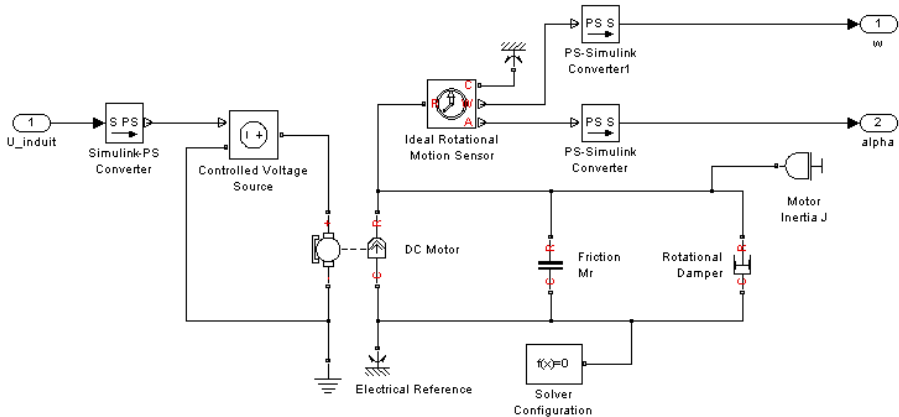 1
U_induit
S PS
Simulink-PS
Converter
Controlled Voltage
Source
C
R
W
A
Ideal Rotational
Motion Sensor
PS S
PS-Simulink
Converter1
1
w
PS S
PS-Simulink
Converter
2
alpha
Motor
Inertia J
+
-
R
C
DC Motor
R
C
Friction
Mr
R
C
Rotational
Damper
Electrical Reference
f(x)=0
Solver
Configuration